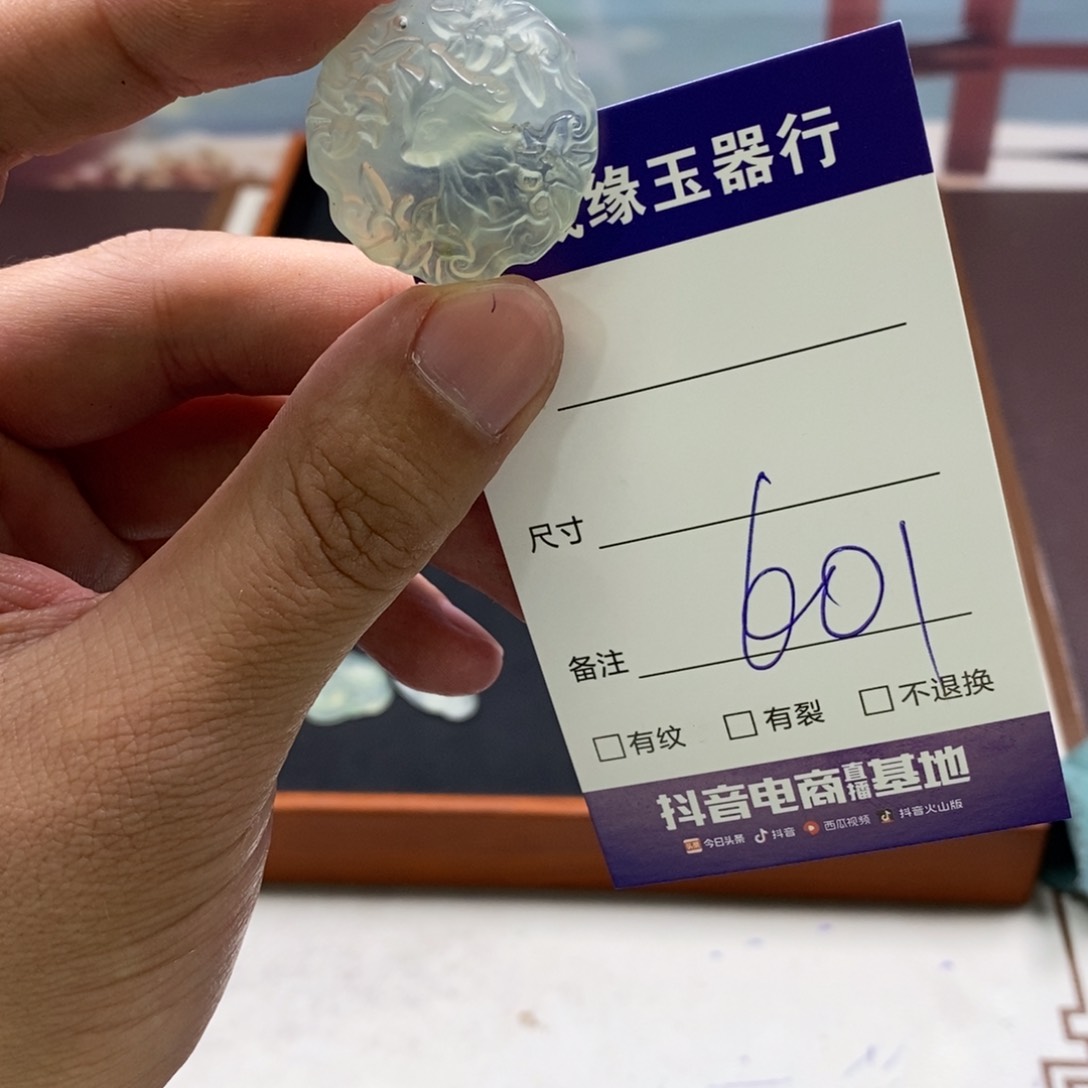 缘玉器行
尺寸
601
备注
有纹 有裂 不退换
抖音电商直播基地
今日头条 抖音 西瓜视频 抖音火山版